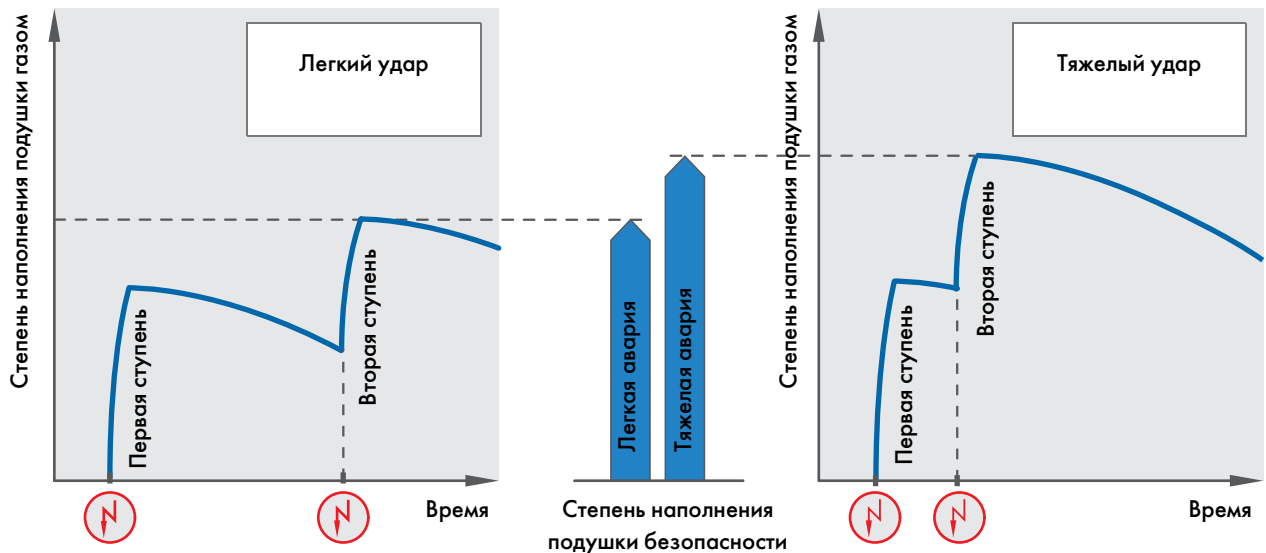 Степень наполнения подушки газом
Легкий удар
Первая ступень
Вторая ступень
Время
Легкая авария
Тяжелая авария
Степень наполнения
подушки безопасности
Степень наполнения подушки газом
Тяжелый удар
Первая ступень
Вторая ступень
Время